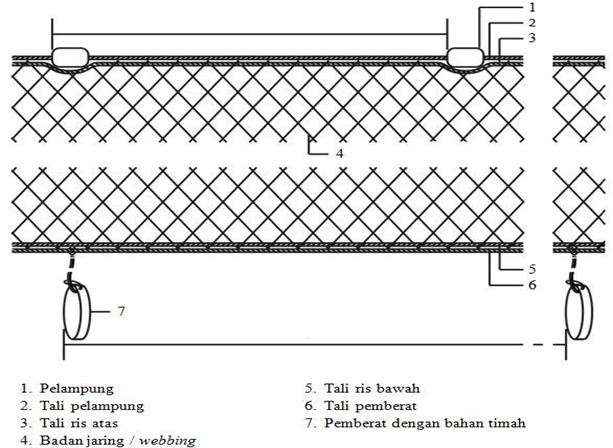 1
2
3
4
5
6
7
1. Pelampung
2. Tali pelampung
3. Tali ris atas
4. Badan jaring / webbing
5. Tali ris bawah
6. Tali pemberat
7. Pemberat dengan bahan timah